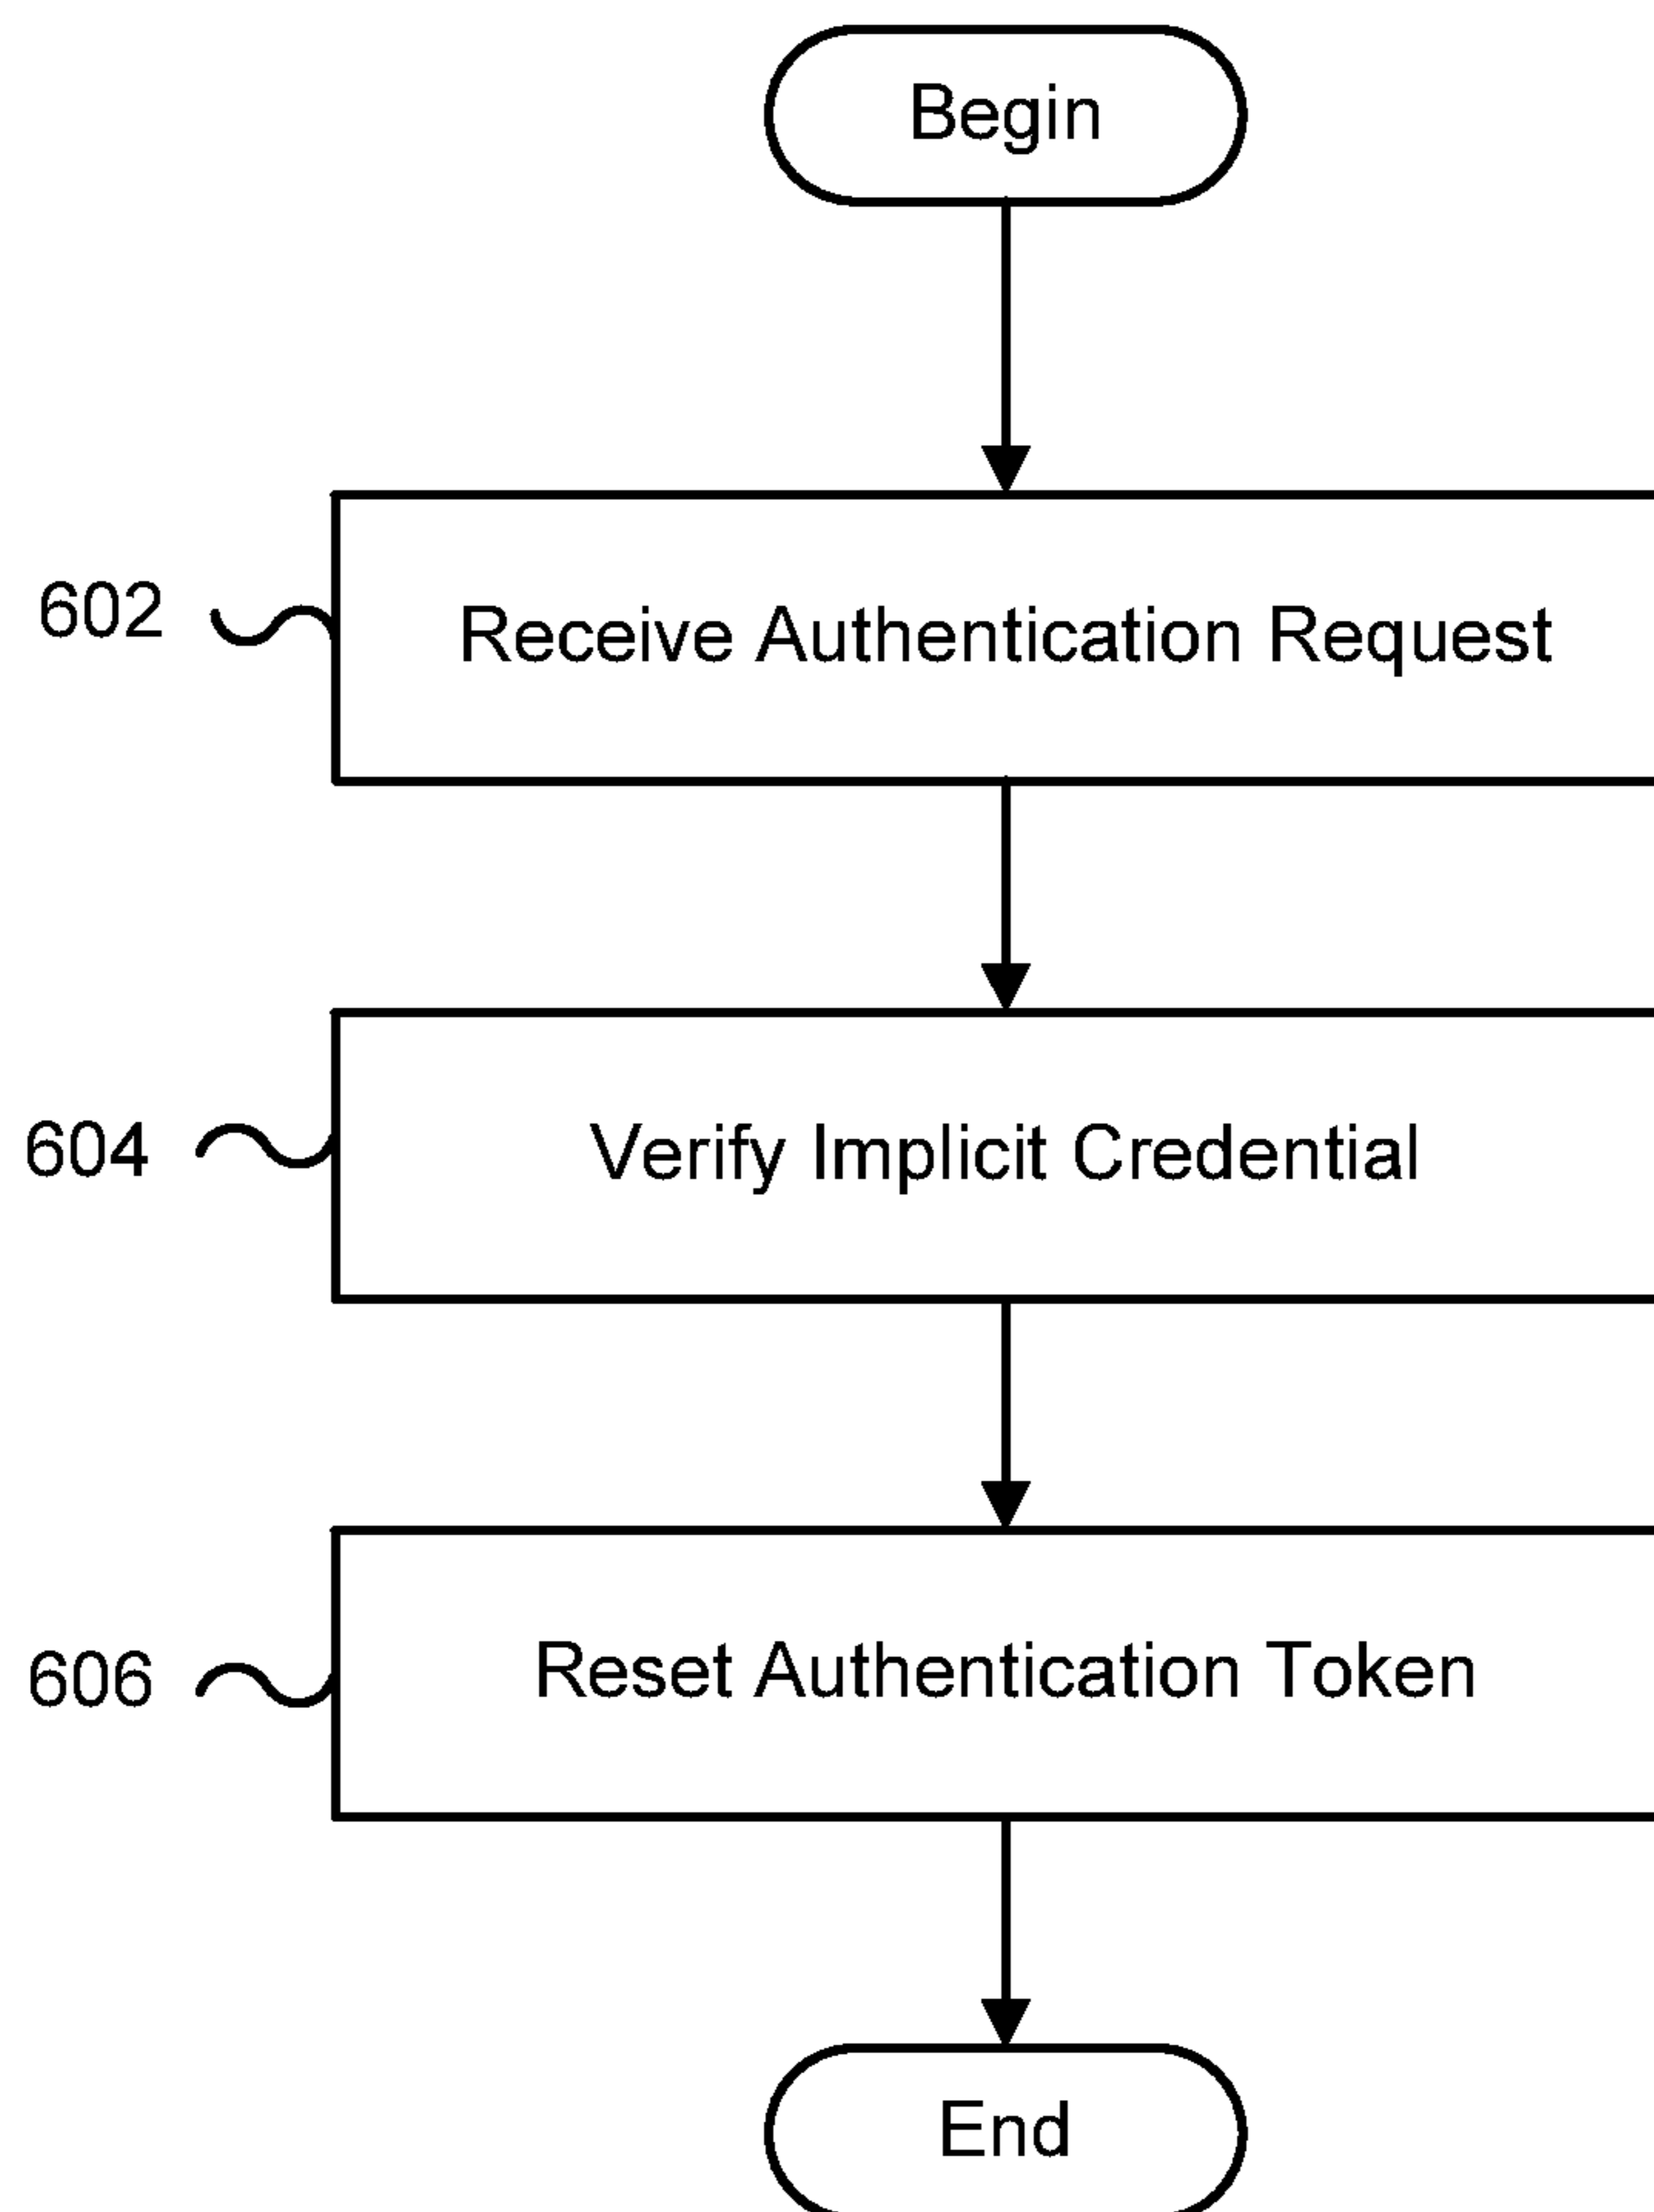 Begin
602
Receive Authentication Request
604
Verify Implicit Credential
606
Reset Authentication Token
End